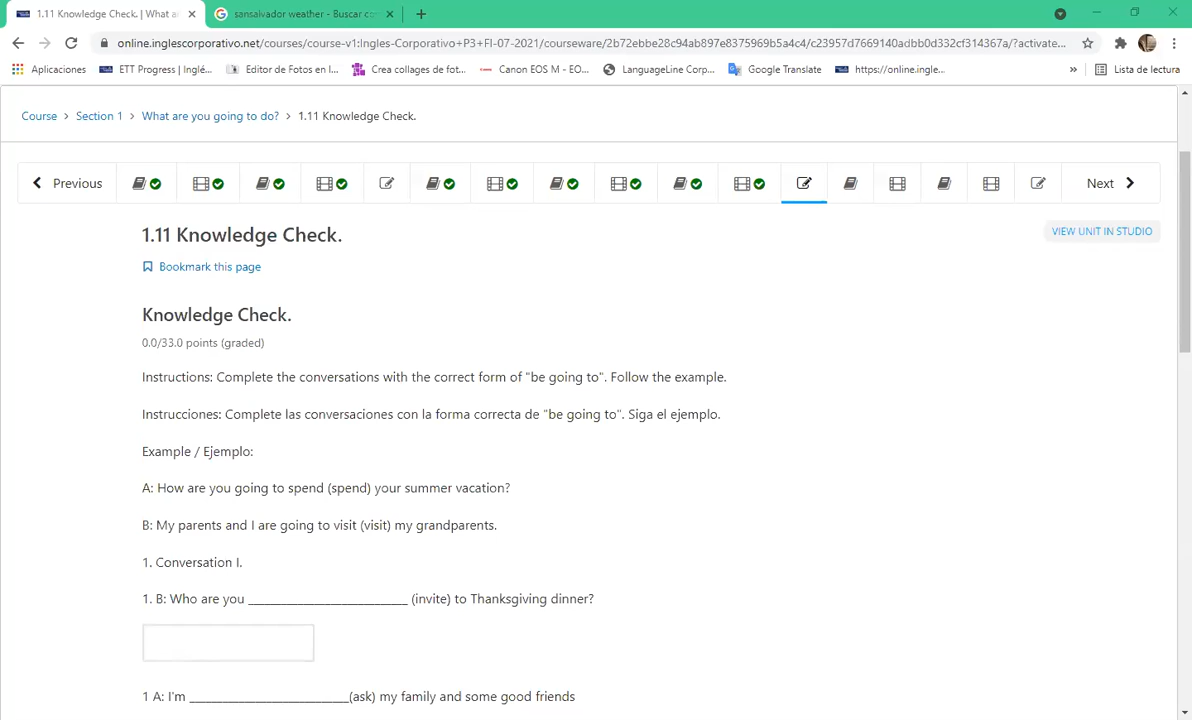 1.11 Knowledge Check. | What ar
sansalvador weather - Buscar co
online.inglescorporativo.net/courses/course-v1:Ingles-Corporativo+P3+FI-07-2021/courseware/2b72ebbe28c94ab897e8375969b5a4c4/c23957d7669140adbb0d332cf314367a/?activate...
Aplicaciones ETT Progress | Inglé... Editor de Fotos en l... Crea collages de fot... Canon EOS M - EO... LanguageLine Corp... Google Translate https://online.ingle... » Lista de lectura
Course > Section 1 > What are you going to do? > 1.11 Knowledge Check.
Previous Next
1.11 Knowledge Check.
VIEW UNIT IN STUDIO
Bookmark this page
Knowledge Check.
0.0/33.0 points (graded)
Instructions: Complete the conversations with the correct form of "be going to". Follow the example.
Instrucciones: Complete las conversaciones con la forma correcta de "be going to". Siga el ejemplo.
Example / Ejemplo:
A: How are you going to spend (spend) your summer vacation?
B: My parents and I are going to visit (visit) my grandparents.
1. Conversation I.
1. B: Who are you __________________________ (invite) to Thanksgiving dinner?
1 A: I'm __________________________(ask) my family and some good friends